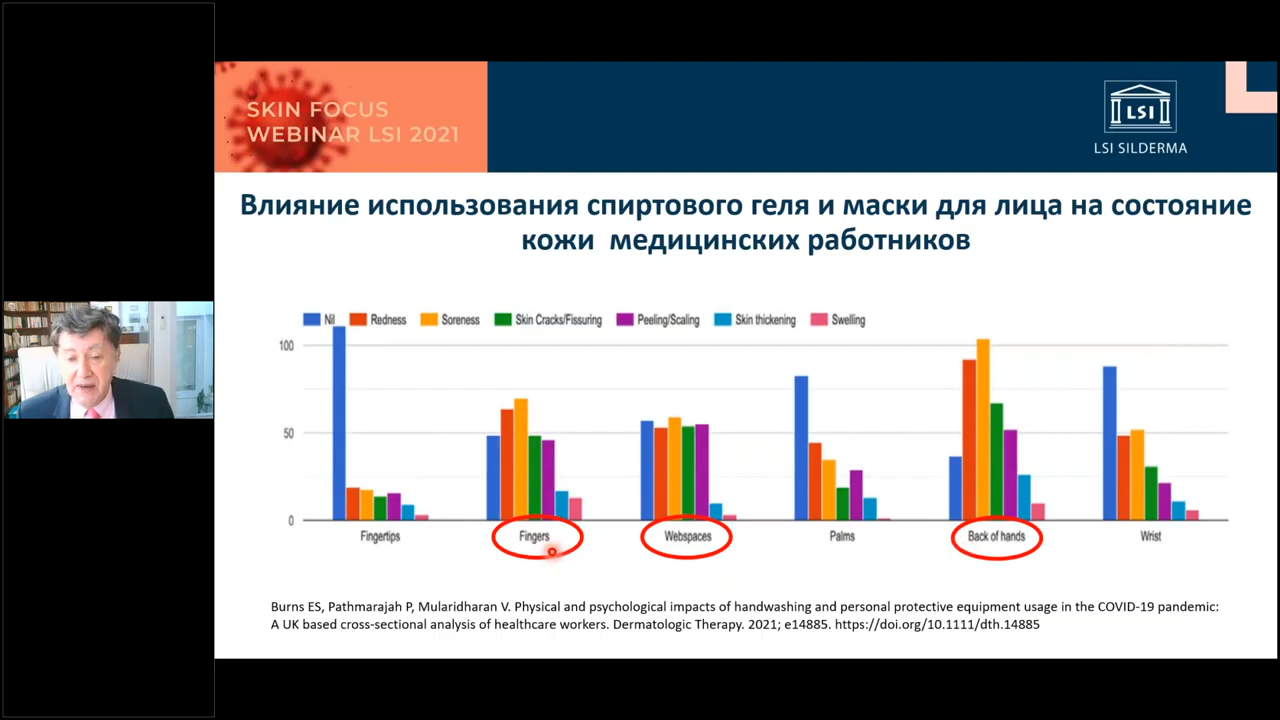 SKIN FOCUS
WEBINAR LSI 2021
LSI
LSI SILDERMA
Влияние использования спиртового геля и маски для лица на состояние
кожи медицинских работников
Nil Redness Soreness Skin Cracks/Fissuring Peeling/Scaling Skin thickening Swelling
100
50
0
Fingertips Fingers Webspaces Palms Back of hands Wrist
Burns ES, Pathmarajah P, Mularidharan V. Physical and psychological impacts of handwashing and personal protective equipment usage in the COVID-19 pandemic:
A UK based cross-sectional analysis of healthcare workers. Dermatologic Therapy. 2021; e14885. https://doi.org/10.1111/dth.14885